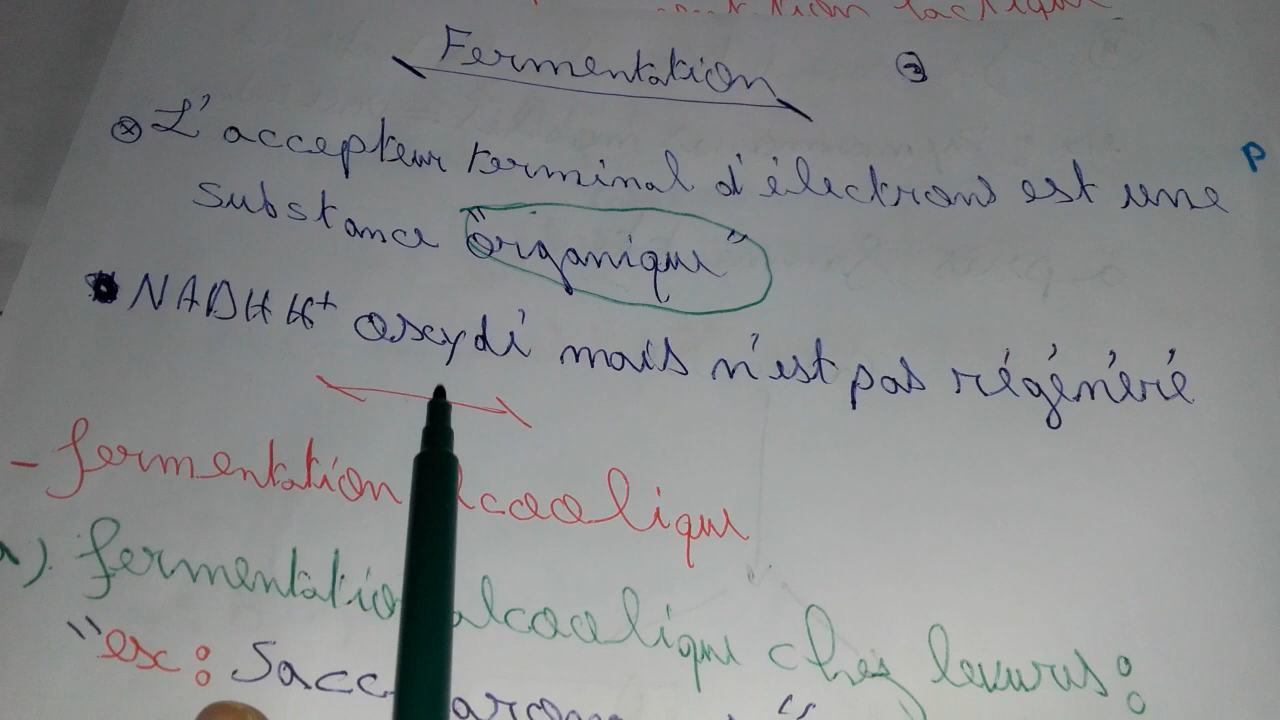 lactique.
Fermentation
⊗ L'accepteur terminal d'électrons est une
P
substance "organique"
• NADH H+ oxydé mais n'est pas régénéré
- fermentation alcoolique
a) fermentation alcoolique chez levures:
"ex: Sacc